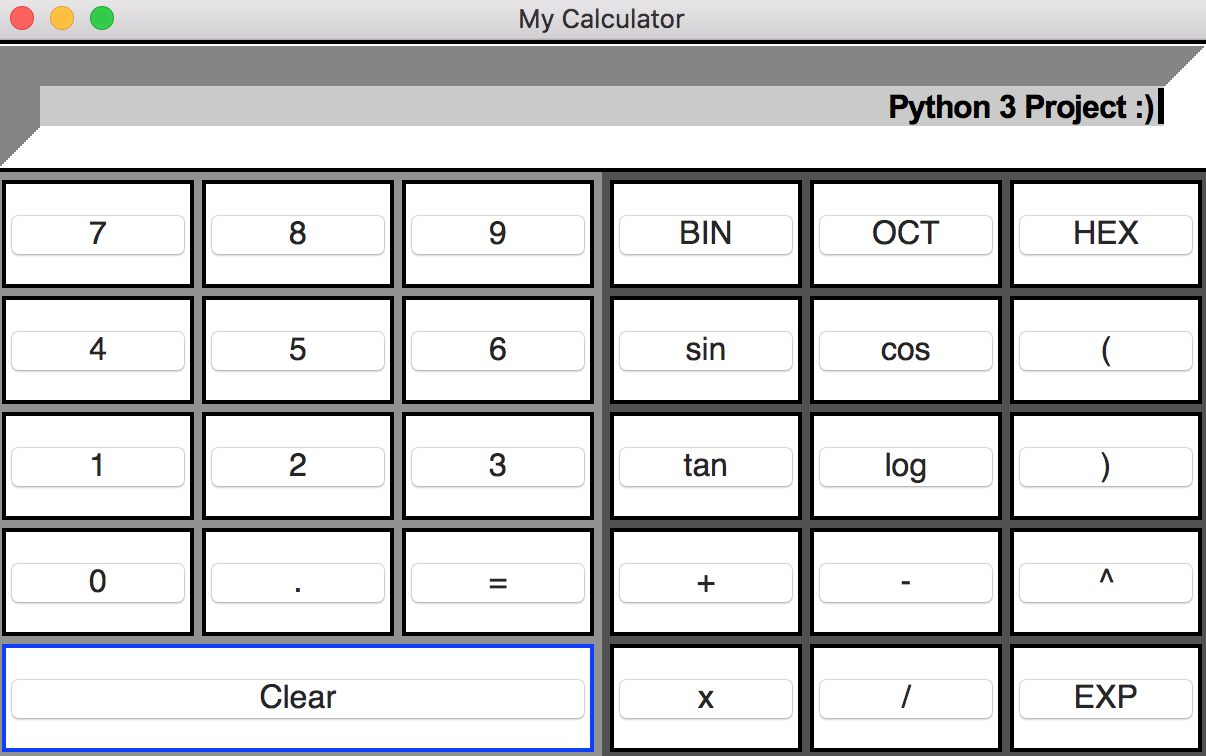 My Calculator
Python 3 Project :)
7 8 9 BIN OCT HEX
4 5 6 sin cos (
1 2 3 tan log )
0 . = + - ^
Clear x / EXP